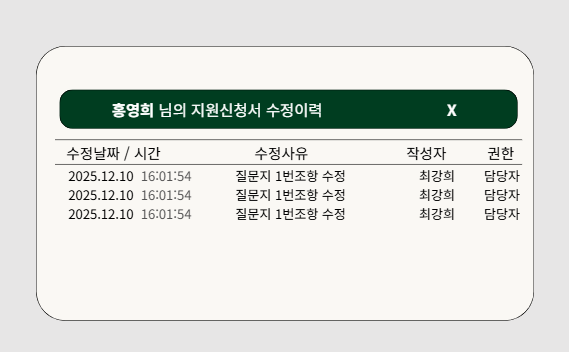 홍영희 님의 지원신청서 수정이력 X
수정날짜 / 시간 수정사유 작성자 권한
2025.12.10 16:01:54 질문지 1번조항 수정 최강희 담당자
2025.12.10 16:01:54 질문지 1번조항 수정 최강희 담당자
2025.12.10 16:01:54 질문지 1번조항 수정 최강희 담당자